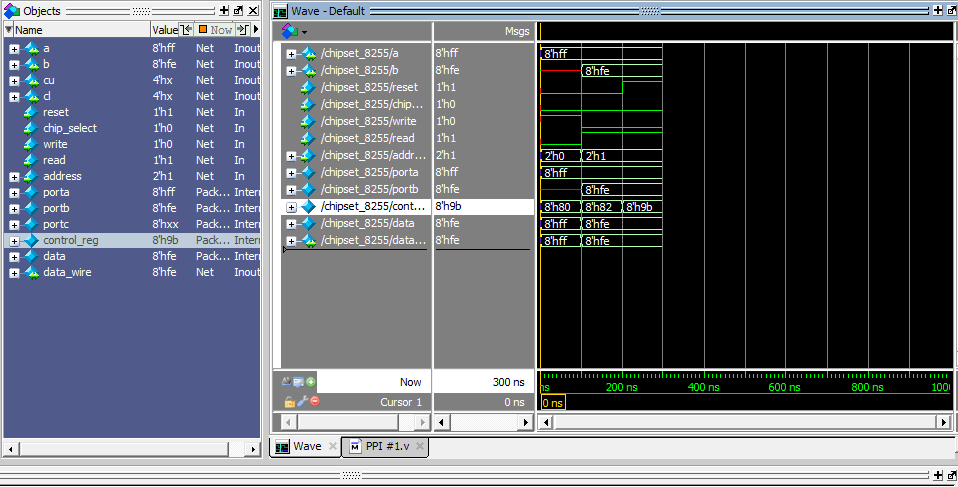 Objects
Name Value Now
a 8'hff Net Inout
b 8'hfe Net Inout
cu 4'hx Net Inout
cl 4'hx Net Inout
reset 1'h1 Net In
chip_select 1'h0 Net In
write 1'h0 Net In
read 1'h1 Net In
address 2'h1 Net In
porta 8'hff Pack... Inter
portb 8'hfe Pack... Inter
portc 8'hxx Pack... Inter
control_reg 8'h9b Pack... Inter
data 8'hfe Pack... Inter
data_wire 8'hfe Net Inout
Wave - Default
Msgs
/chipset_8255/a 8'hff 8'hff
/chipset_8255/b 8'hfe 8'hfe
/chipset_8255/reset 1'h1
/chipset_8255/chip... 1'h0
/chipset_8255/write 1'h0
/chipset_8255/read 1'h1
/chipset_8255/addr... 2'h1 2'h0 2'h1
/chipset_8255/porta 8'hff 8'hff
/chipset_8255/portb 8'hfe 8'hfe
/chipset_8255/cont... 8'h9b 8'h80 8'h82 8'h9b
/chipset_8255/data 8'hfe 8'hff 8'hfe
/chipset_8255/data... 8'hfe 8'hff 8'hfe
Now 300 ns ns 200 ns 400 ns 600 ns 800 ns 1000
Cursor 1 0 ns 0 ns
Wave PPI #1.v